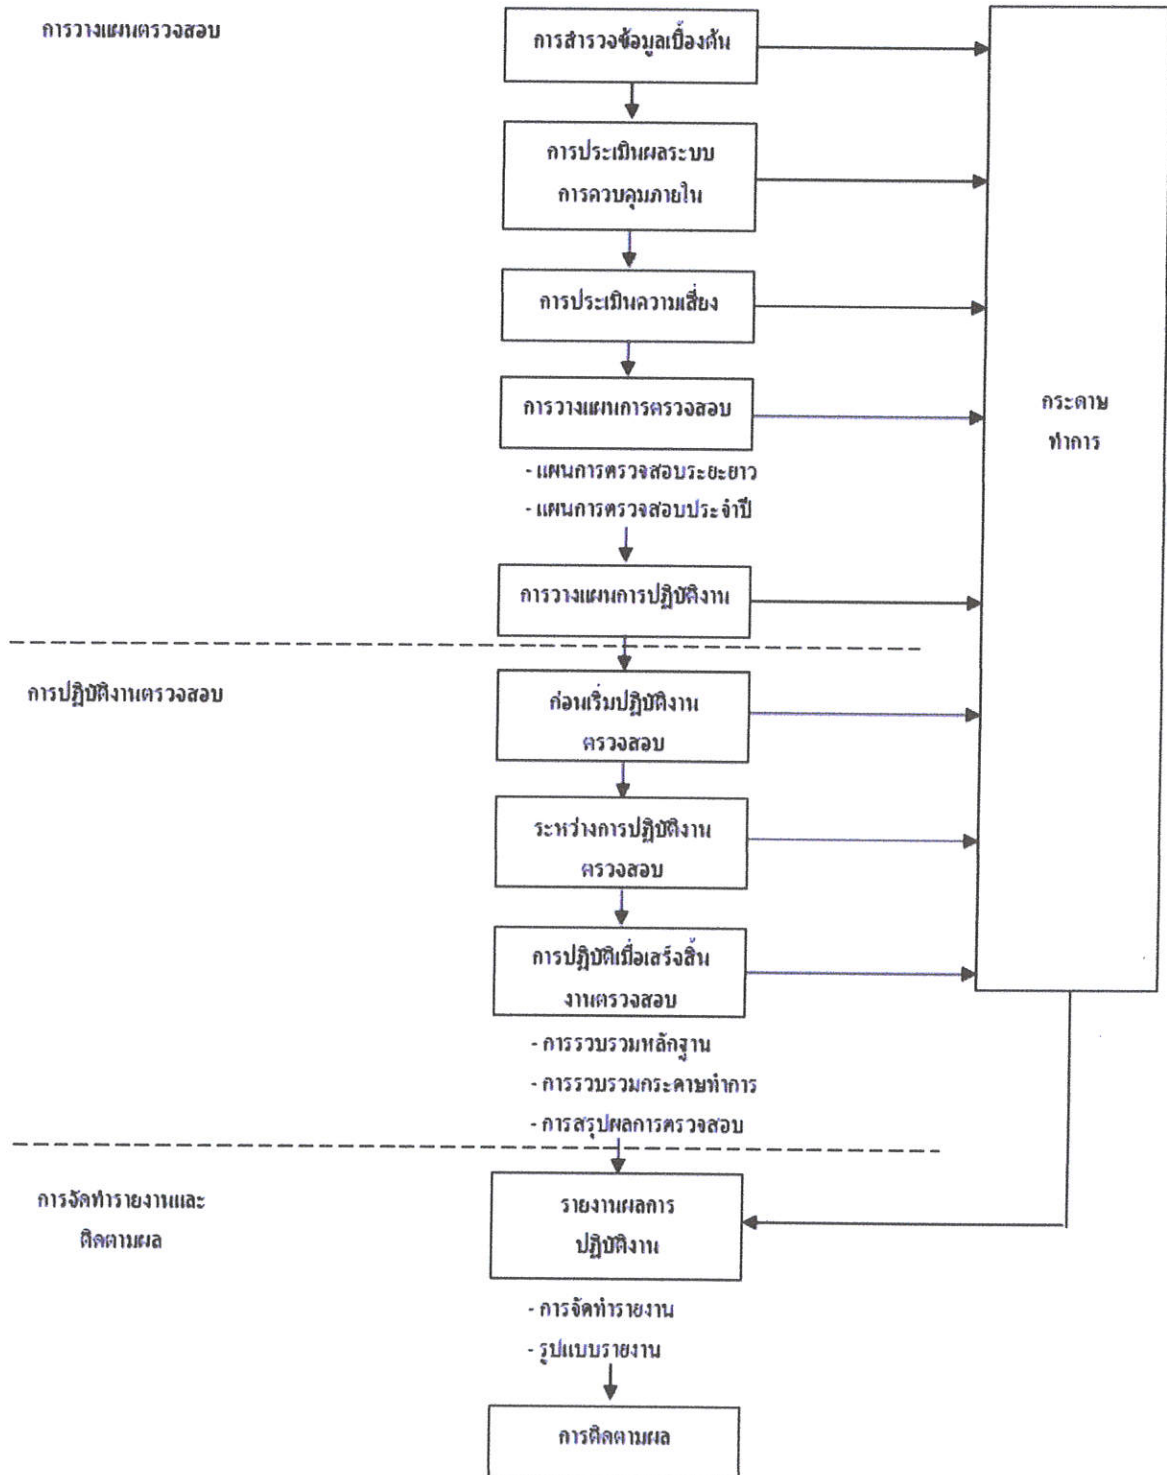 การวางแผนตรวจสอบ
การสำรวจข้อมูลเบื้องต้น
การประเมินผลระบบ
การควบคุมภายใน
การประเมินความเสี่ยง
การวางแผนการตรวจสอบ
- แผนการตรวจสอบระยะยาว
- แผนการตรวจสอบประจำปี
การวางแผนการปฏิบัติงาน
กระดาษ
ทำการ
การปฏิบัติงานตรวจสอบ
ก่อนเริ่มปฏิบัติงาน
ตรวจสอบ
ระหว่างการปฏิบัติงาน
ตรวจสอบ
การปฏิบัติเมื่อเสร็จสิ้น
งานตรวจสอบ
- การรวบรวมหลักฐาน
- การรวบรวมกระดาษทำการ
- การสรุปผลการตรวจสอบ
การจัดทำรายงานและ
ติดตามผล
รายงานผลการ
ปฏิบัติงาน
- การจัดทำรายงาน
- รูปแบบรายงาน
การติดตามผล